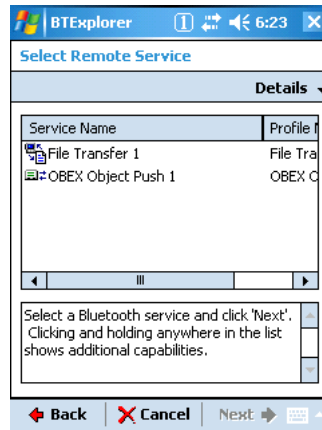 BTExplorer 1 6:23
Select Remote Service
Details
Service Name Profile
File Transfer 1 File Tra
OBEX Object Push 1 OBEX
Select a Bluetooth service and click 'Next'.
Clicking and holding anywhere in the list
shows additional capabilities.
Back Cancel Next